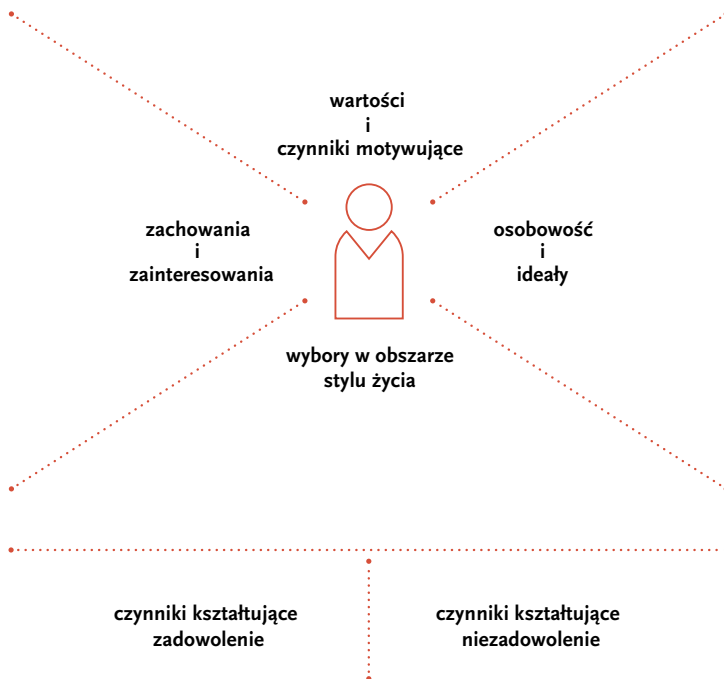 wartości
i
czynniki motywujące
zachowania
i
zainteresowania
osobowość
i
ideały
wybory w obszarze
stylu życia
czynniki kształtujące
zadowolenie
czynniki kształtujące
niezadowolenie